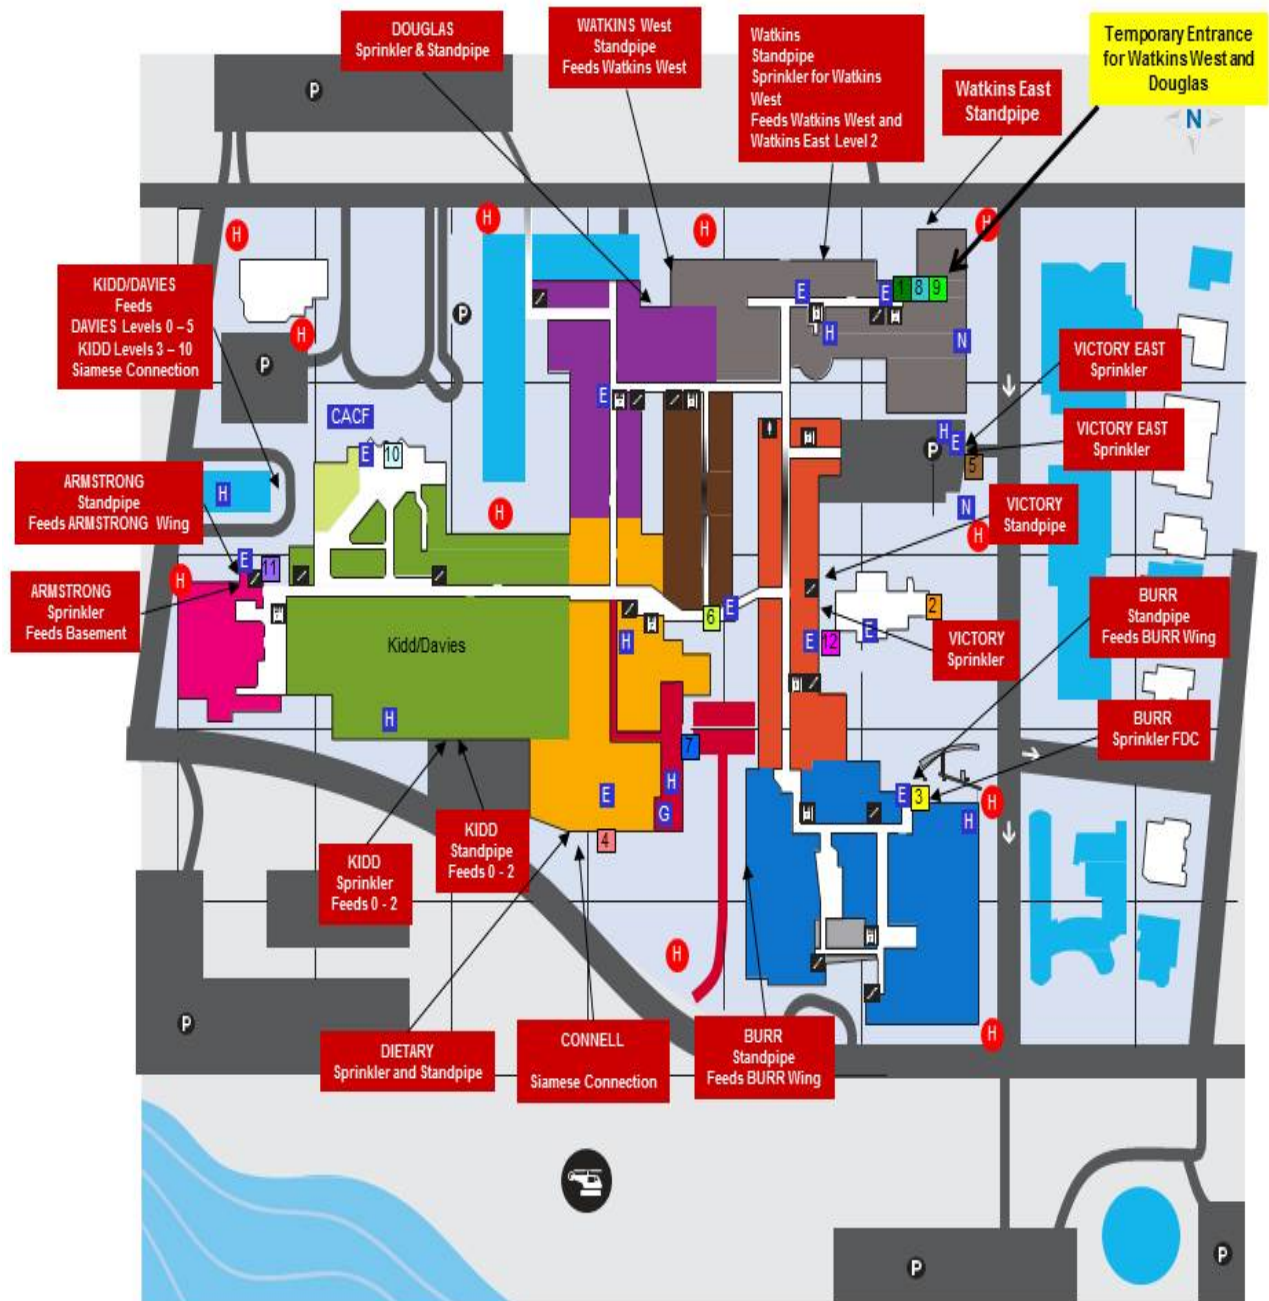 DOUGLAS
Sprinkler & Standpipe
WATKINS West
Standpipe
Feeds Watkins West
Watkins
Standpipe
Sprinkler for Watkins
West
Feeds Watkins West and
Watkins East Level 2
Watkins East
Standpipe
Temporary Entrance
for Watkins West and
Douglas
N
P
H
H
H
H
KIDD/DAVIES
Feeds
DAVIES Levels 0 – 5
KIDD Levels 3 – 10
Siamese Connection
H
P
P
E
E
1
8
9
H
N
VICTORY EAST
Sprinkler
E
CACF
E
10
H
E
P
VICTORY EAST
Sprinkler
5
ARMSTRONG
Standpipe
Feeds ARMSTRONG Wing
H
H
VICTORY
Standpipe
N
H
E
11
H
ARMSTRONG
Sprinkler
Feeds Basement
BURR
Standpipe
Feeds BURR Wing
6
E
2
E
Kidd/Davies
H
E
12
VICTORY
Sprinkler
H
7
BURR
Sprinkler FDC
E
H
G
E
3
H
H
4
KIDD
Sprinkler
Feeds 0 - 2
KIDD
Standpipe
Feeds 0 - 2
H
P
H
DIETARY
Sprinkler and Standpipe
CONNELL
Siamese Connection
BURR
Standpipe
Feeds BURR Wing
P
P